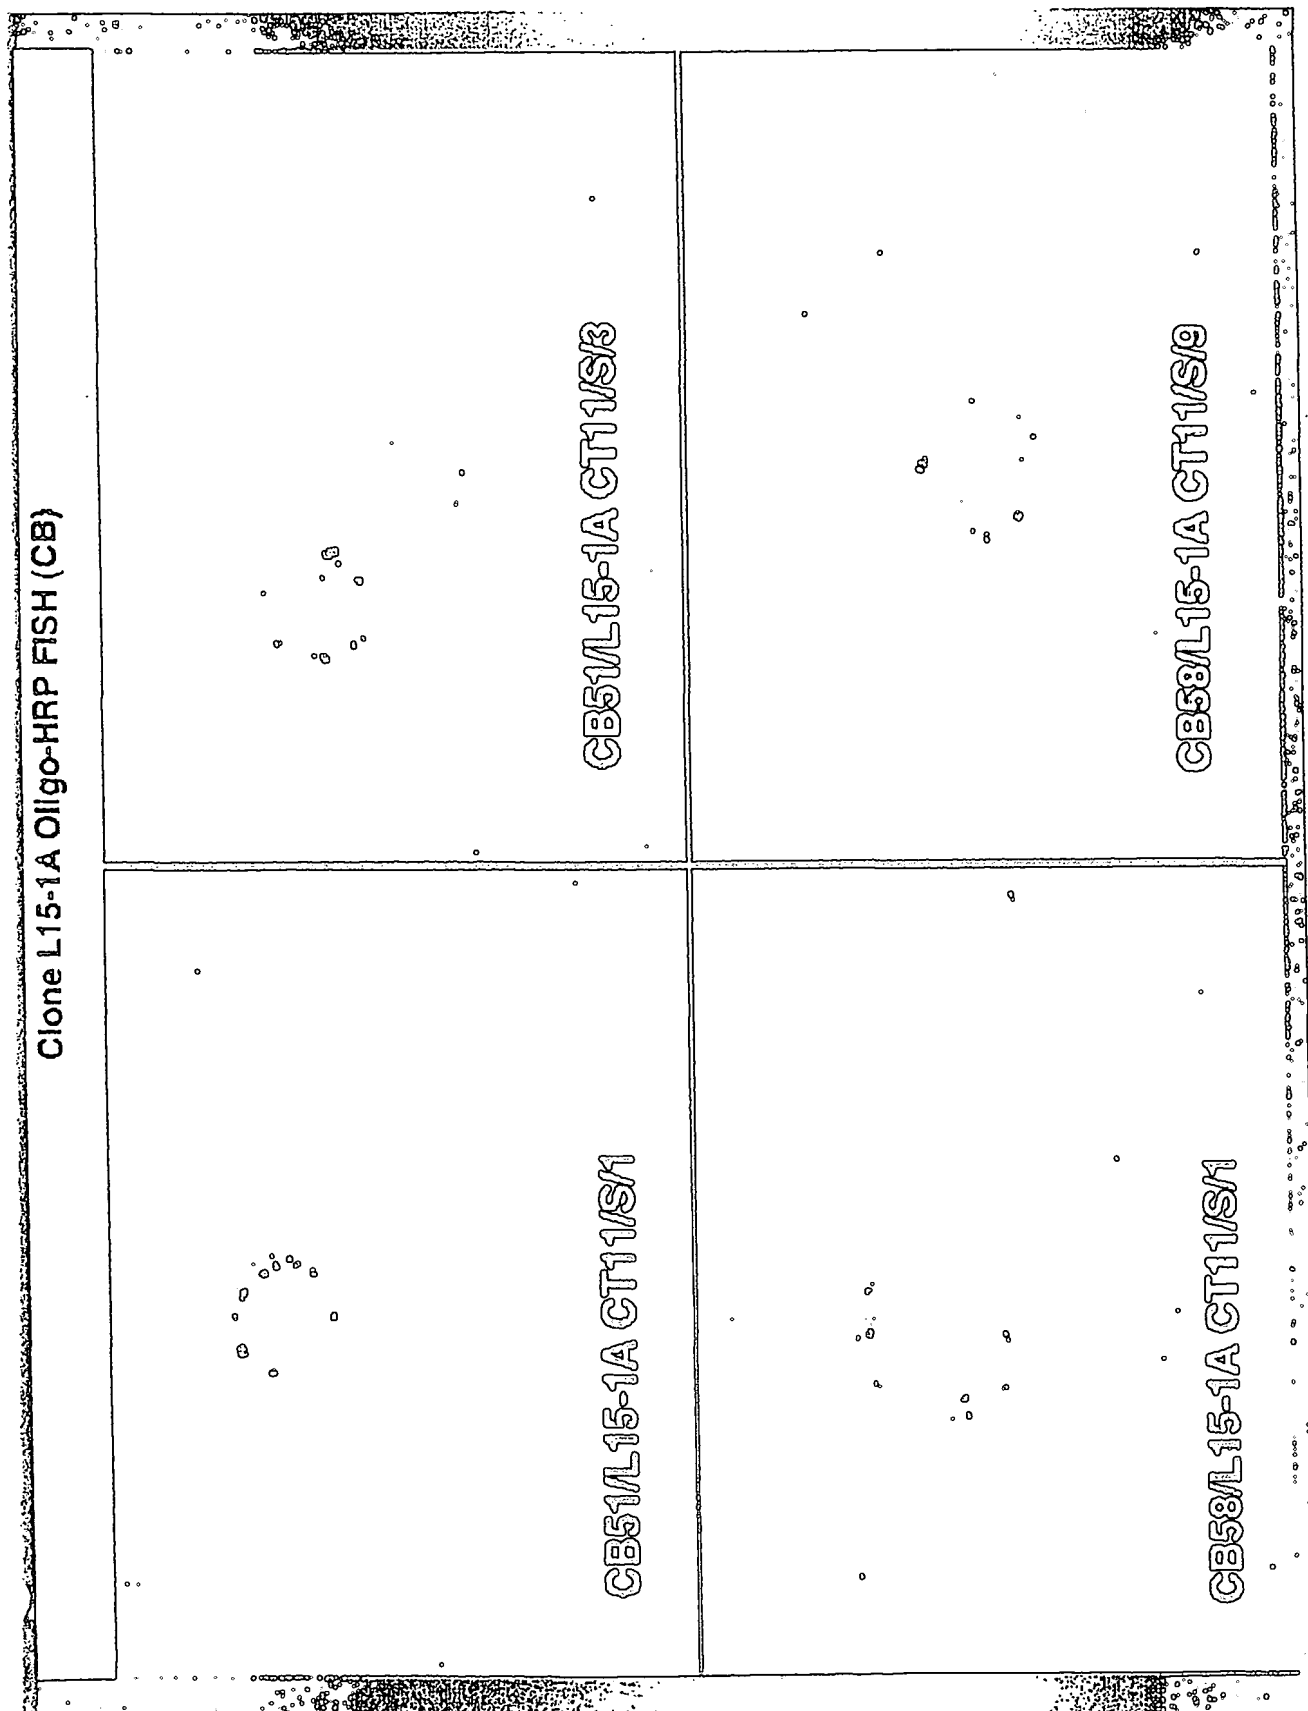 Clone L15-1A Oligo-HRP FISH (CB)
CB51/L15-1A CT11/S/1
CB51/L15-1A CT11/S/3
CB58/L15-1A CT11/S/1
CB58/L15-1A CT11/S/9